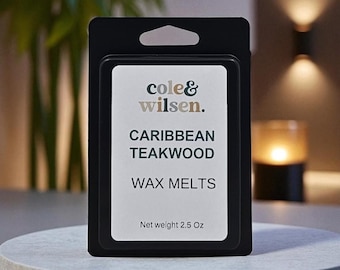 cole&
wilsen.
CARIBBEAN
TEAKWOOD
WAX MELTS
Net weight 2.5 Oz